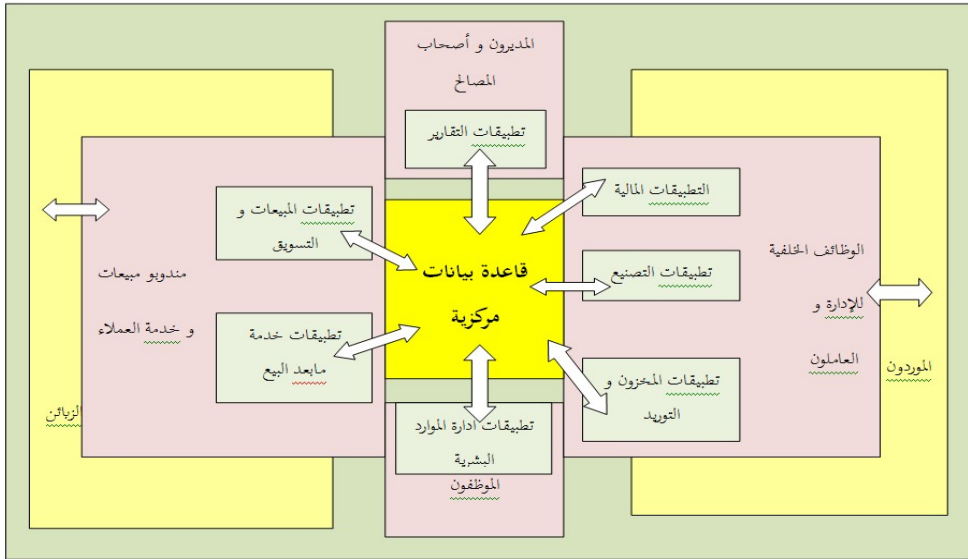 المديرون و أصحاب
المصالح
تطبيقات التقارير
التطبيقات المالية
تطبيقات المبيعات و
التسويق
الوظائف الخلفية
للإدارة و
العاملون
تطبيقات التصنيع
قاعدة بيانات
مركزية
مندوبو مبيعات
و خدمة العملاء
تطبيقات خدمة
مابعد البيع
تطبيقات المخزون و
التوريد
الموردون
الزبائن
تطبيقات ادارة الموارد
البشرية
الموظفون